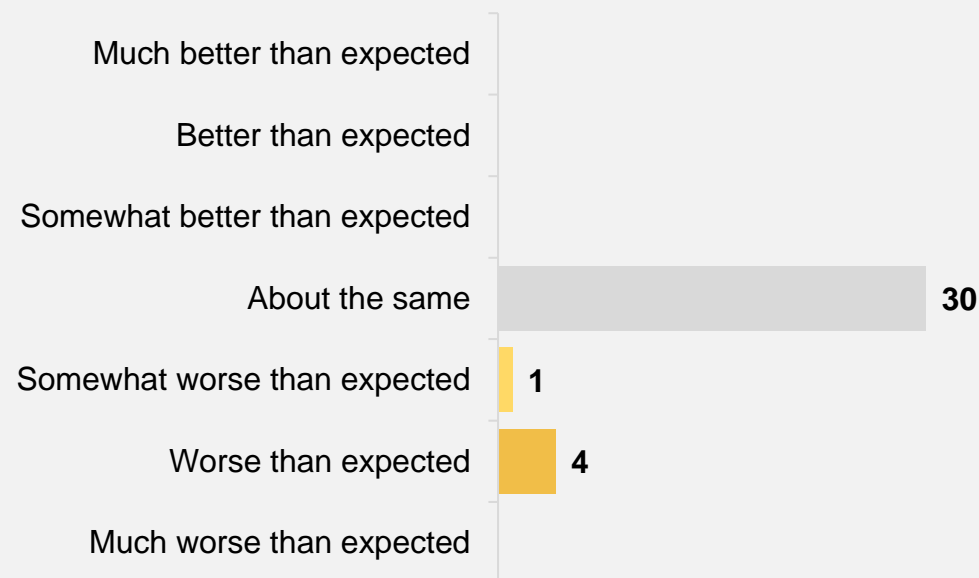 Much better than expected
Better than expected
Somewhat better than expected
About the same 30
Somewhat worse than expected 1
Worse than expected 4
Much worse than expected